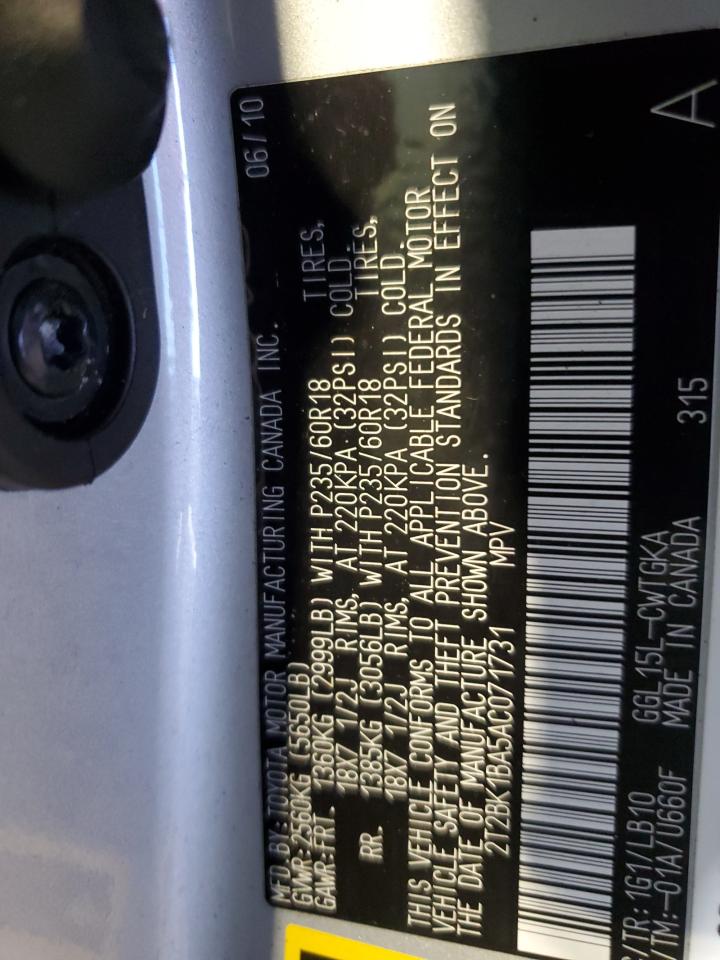 MFD. BY: TOYOTA MOTOR MANUFACTURING CANADA INC. 06/10
GVWR: 2560KG (5650LB)
GAWR: FRT. 1360KG (2999LB) WITH P235/60R18 TIRES,
18X7 1/2J RIMS, AT 220KPA (32PSI) COLD.
RR. 1385KG (3056LB) WITH P235/60R18 TIRES,
18X7 1/2J RIMS, AT 220KPA (32PSI) COLD.
THIS VEHICLE CONFORMS TO ALL APPLICABLE FEDERAL MOTOR
VEHICLE SAFETY AND THEFT PREVENTION STANDARDS IN EFFECT ON
THE DATE OF MANUFACTURE SHOWN ABOVE.
2T2BK1BA5AC071731 MPV
/TR: 1G1/LB10 GGL15L-CWTGKA 315 A
/TM:-01A/U660F MADE IN CANADA